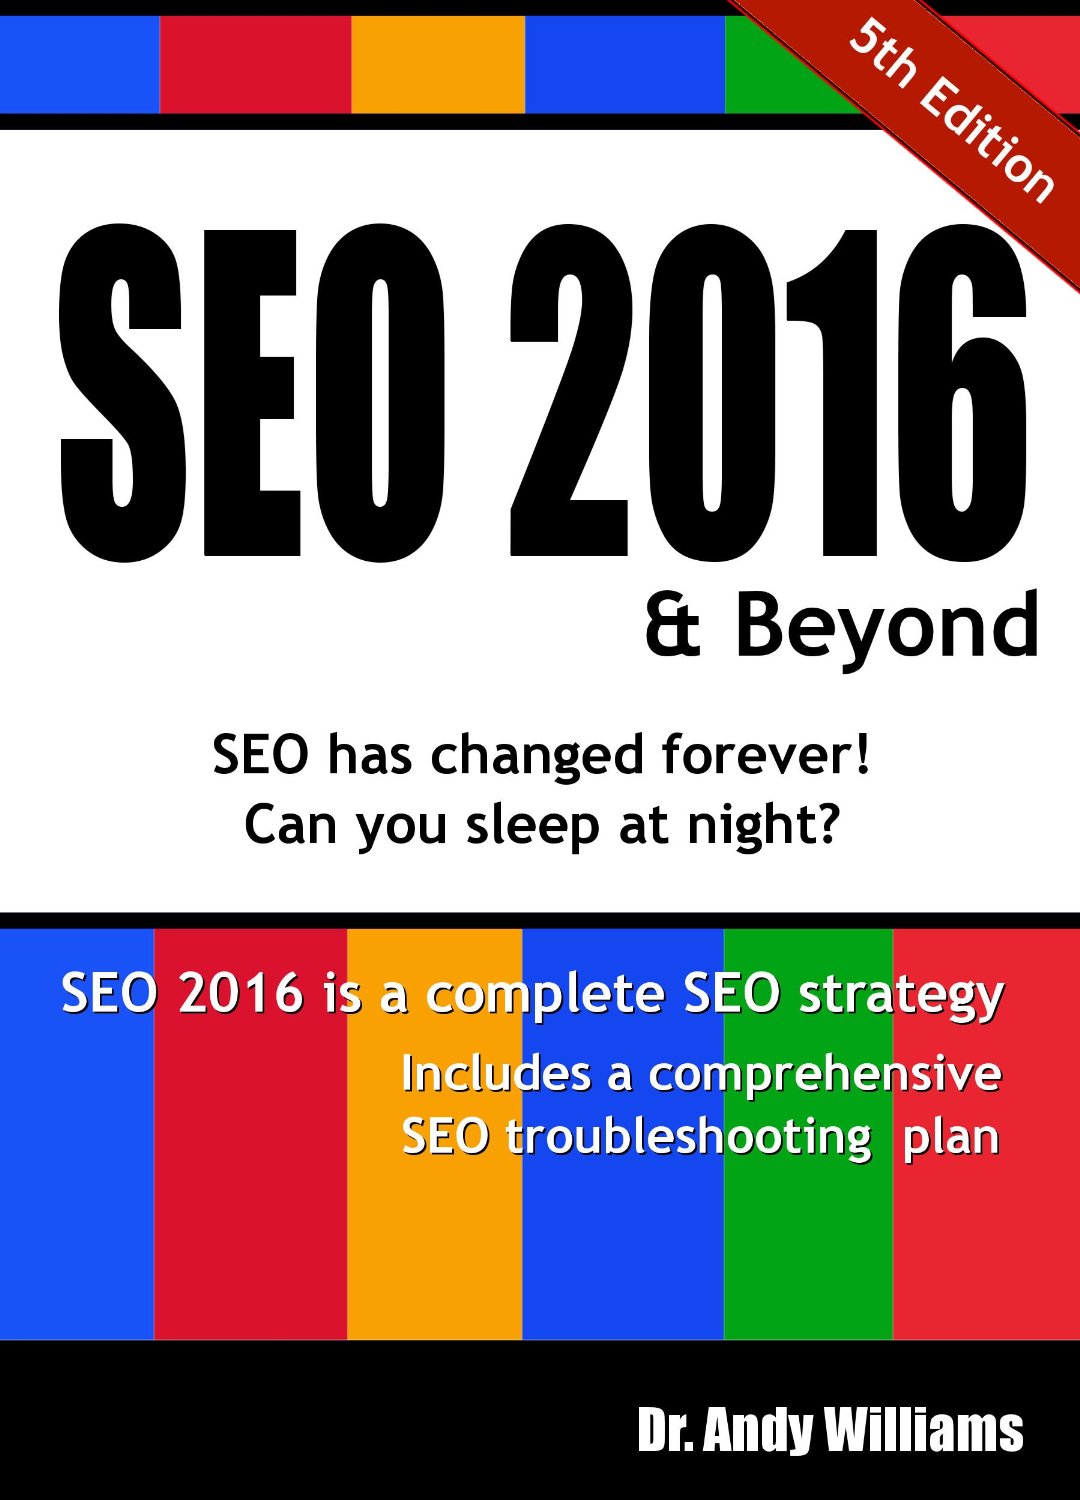 5th Edition
SEO 2016
& Beyond
SEO has changed forever!
Can you sleep at night?
SEO 2016 is a complete SEO strategy
Includes a comprehensive
SEO troubleshooting plan
Dr. Andy Williams